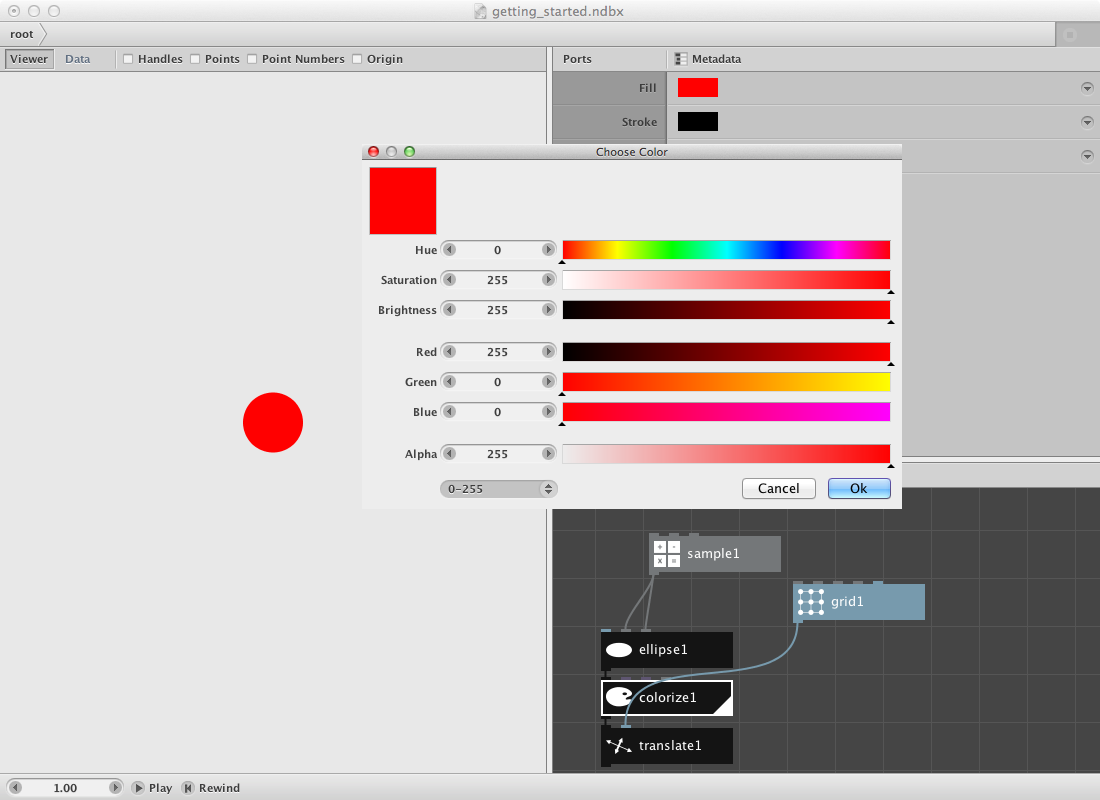 getting_started.ndbx
root
Viewer Data Handles Points Point Numbers Origin
Ports Metadata
Fill
Stroke
Choose Color
Hue 0
Saturation 255
Brightness 255
Red 255
Green 0
Blue 0
Alpha 255
0-255 Cancel Ok
+ -
x =
sample1
grid1
ellipse1
colorize1
translate1
1.00 Play Rewind